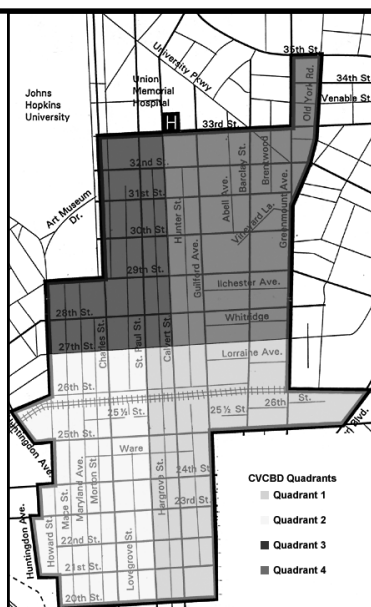 35th St.
University Pkwy
Old York Rd.
34th St.
Venable St.
Johns
Hopkins
University
Union
Memorial
Hospital
H
33rd St.
32nd St.
Barclay St.
Brentwood
31st St.
Abell Ave.
Greenmount Ave.
Art Museum
Dr.
Hunter St.
Vineyard La.
30th St.
Guilford Ave.
29th St.
Ilchester Ave.
28th St.
Whitridge
Charles St.
St. Paul St.
Calvert St.
27th St.
Lorraine Ave.
26th St.
26th St.
25 ½ St.
25 ½ St.
Huntingdon Ave.
Blvd.
25th St.
Ware
24th St.
CVCBD Quadrants
Quadrant 1
Quadrant 2
Quadrant 3
Quadrant 4
Huntingdon Ave.
Howard St.
Mace St.
Maryland Ave.
Morton St.
Hargrove St.
23rd St.
22nd St.
Lovegrove St.
21st St.
20th St.